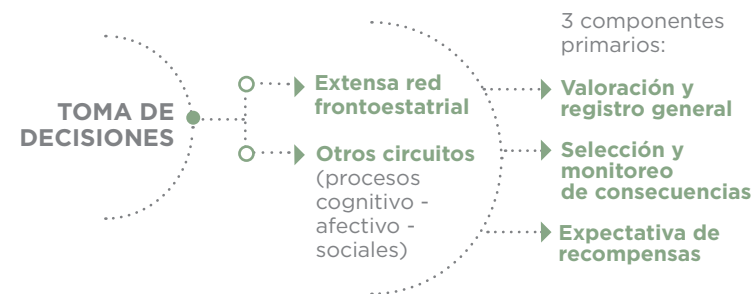 TOMA DE
DECISIONES
Extensa red
frontoestatrial
Otros circuitos
(procesos
cognitivo -
afectivo -
sociales)
3 componentes
primarios:
Valoración y
registro general
Selección y
monitoreo
de consecuencias
Expectativa de
recompensas